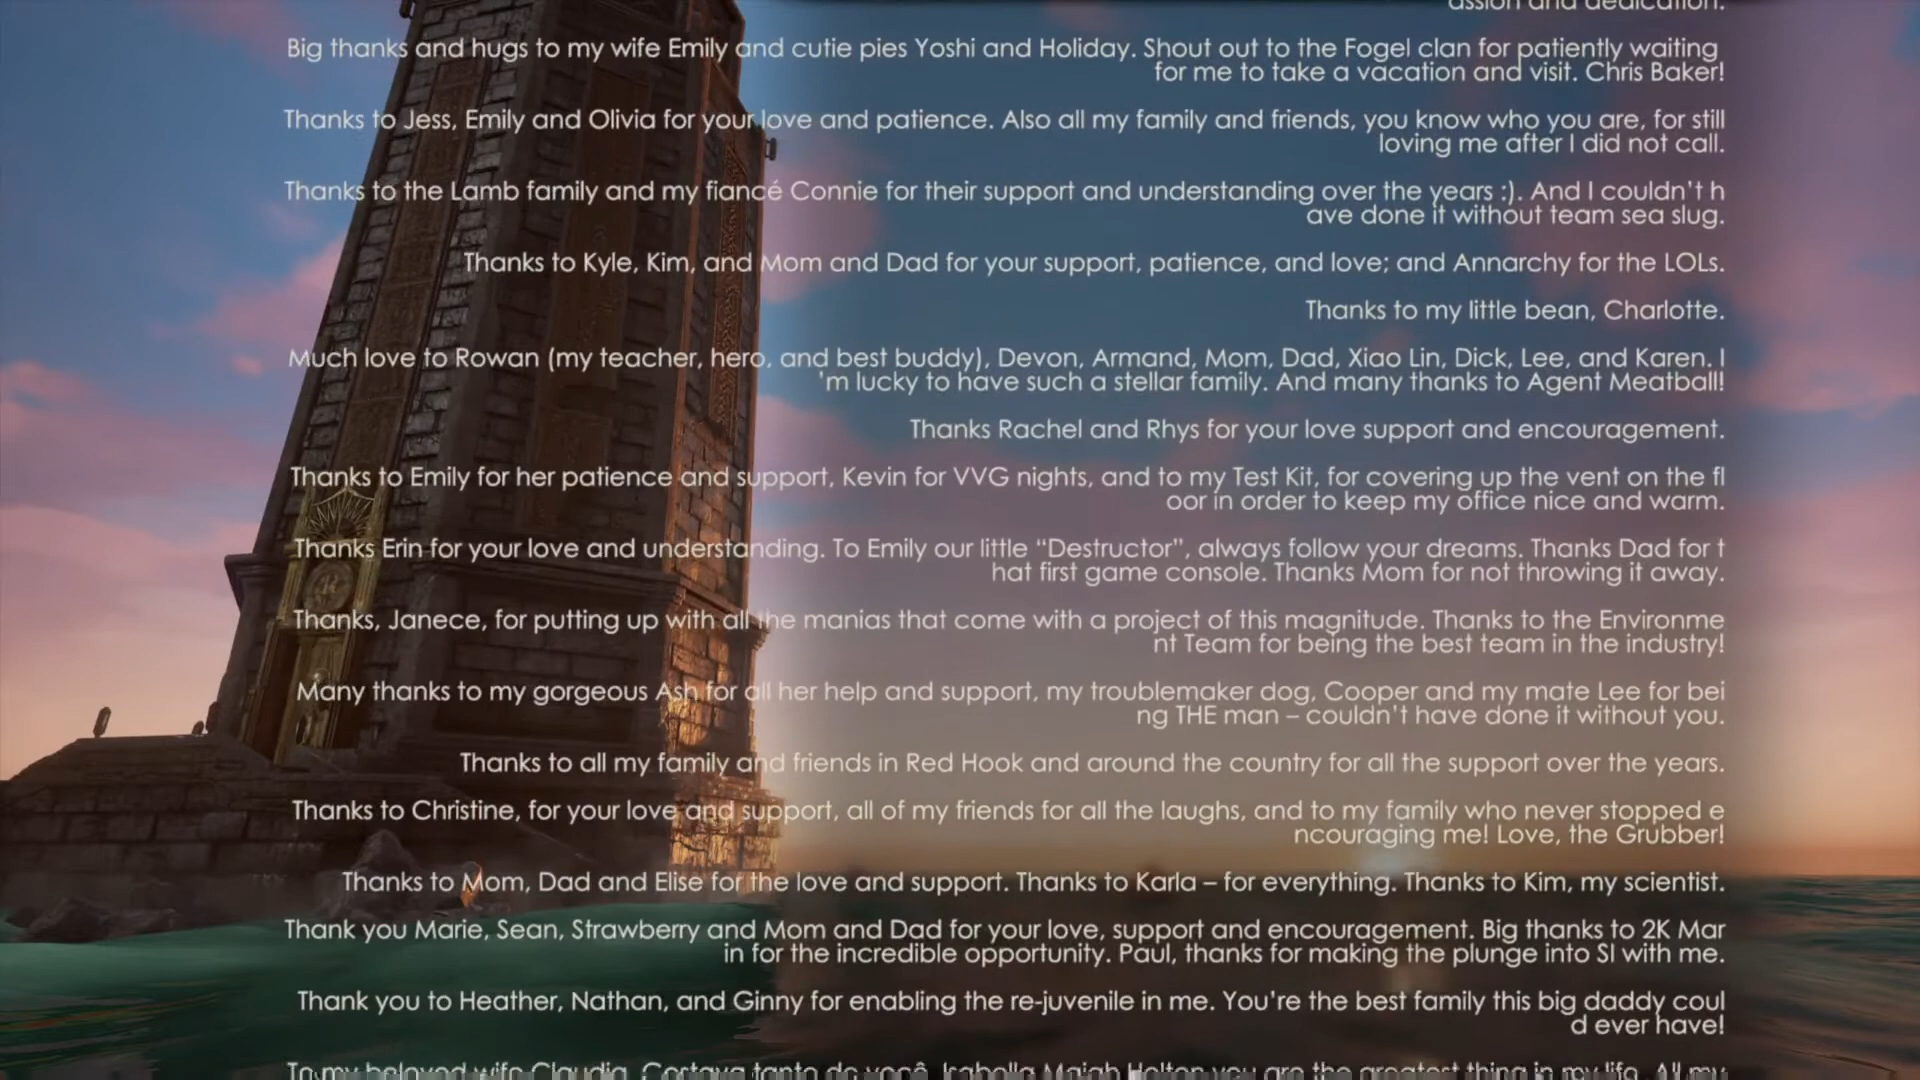 assion and dedication.
Big thanks and hugs to my wife Emily and cutie pies Yoshi and Holiday. Shout out to the Fogel clan for patiently waiting
for me to take a vacation and visit. Chris Baker!
Thanks to Jess, Emily and Olivia for your love and patience. Also all my family and friends, you know who you are, for still
loving me after I did not call.
Thanks to the Lamb family and my fiancé Connie for their support and understanding over the years :). And I couldn't h
ave done it without team sea slug.
Thanks to Kyle, Kim, and Mom and Dad for your support, patience, and love; and Annarchy for the LOLs.
Thanks to my little bean, Charlotte.
Much love to Rowan (my teacher, hero, and best buddy), Devon, Armand, Mom, Dad, Xiao Lin, Dick, Lee, and Karen. I
'm lucky to have such a stellar family. And many thanks to Agent Meatball!
Thanks Rachel and Rhys for your love support and encouragement.
Thanks to Emily for her patience and support, Kevin for VVG nights, and to my Test Kit, for covering up the vent on the fl
oor in order to keep my office nice and warm.
Thanks Erin for your love and understanding. To Emily our little “Destructor”, always follow your dreams. Thanks Dad for t
hat first game console. Thanks Mom for not throwing it away.
Thanks, Janece, for putting up with all the manias that come with a project of this magnitude. Thanks to the Environme
nt Team for being the best team in the industry!
Many thanks to my gorgeous Ash for all her help and support, my troublemaker dog, Cooper and my mate Lee for bei
ng THE man – couldn't have done it without you.
Thanks to all my family and friends in Red Hook and around the country for all the support over the years.
Thanks to Christine, for your love and support, all of my friends for all the laughs, and to my family who never stopped e
ncouraging me! Love, the Grubber!
Thanks to Mom, Dad and Elise for the love and support. Thanks to Karla – for everything. Thanks to Kim, my scientist.
Thank you Marie, Sean, Strawberry and Mom and Dad for your love, support and encouragement. Big thanks to 2K Mar
in for the incredible opportunity. Paul, thanks for making the plunge into SI with me.
Thank you to Heather, Nathan, and Ginny for enabling the re-juvenile in me. You're the best family this big daddy coul
d ever have!
To my beloved wife Claudia, tanto de você, you are the greatest thing in my life. All my